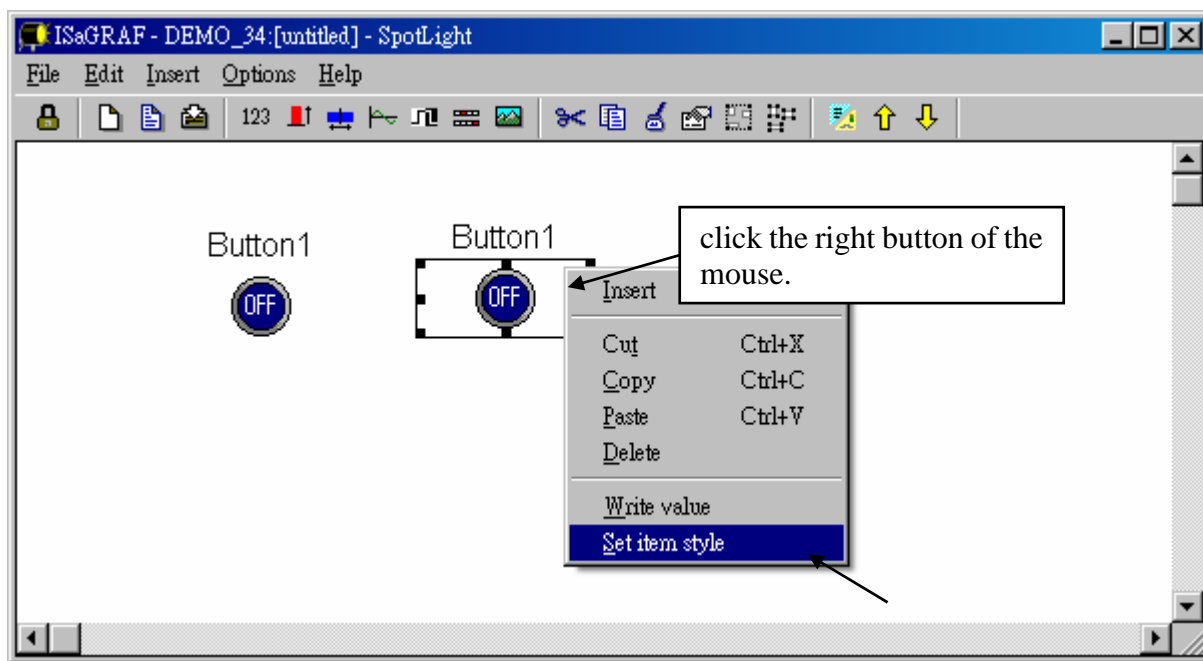 ISaGRAF - DEMO_34:[untitled] - SpotLight
File Edit Insert Options Help
123
Button1
Button1
OFF
OFF
click the right button of the
mouse.
Insert
Cut Ctrl+X
Copy Ctrl+C
Paste Ctrl+V
Delete
Write value
Set item style